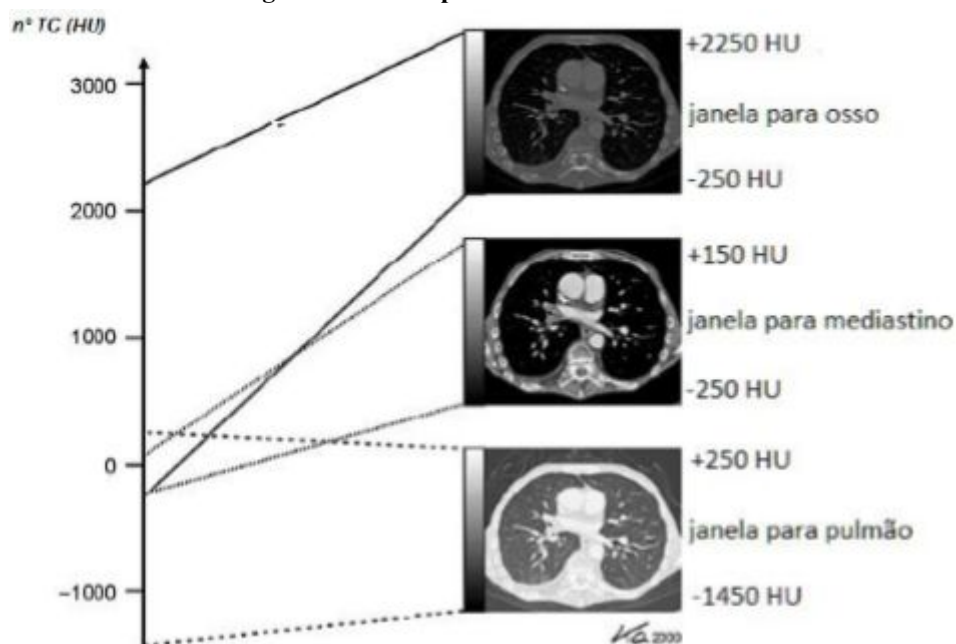 nº TC (HU)
3000
2000
1000
0
−1000
+2250 HU
janela para osso
-250 HU
+150 HU
janela para mediastino
-250 HU
+250 HU
janela para pulmão
-1450 HU
2000